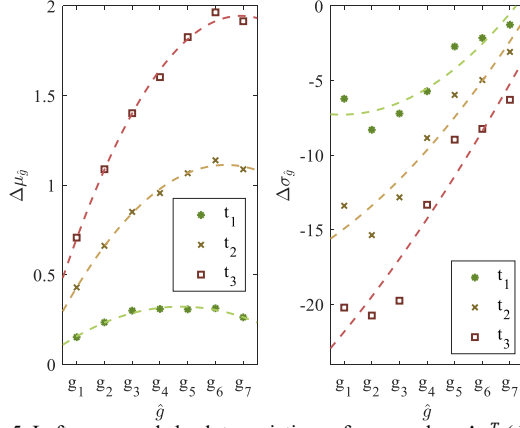 2
1.5
1
0.5
0
Δμĝ
t₁
t₂
t₃
g₁ g₂ g₃ g₄ g₅ g₆ g₇
ĝ
0
-5
-10
-15
-20
Δσĝ
t₁
t₂
t₃
g₁ g₂ g₃ g₄ g₅ g₆ g₇
ĝ